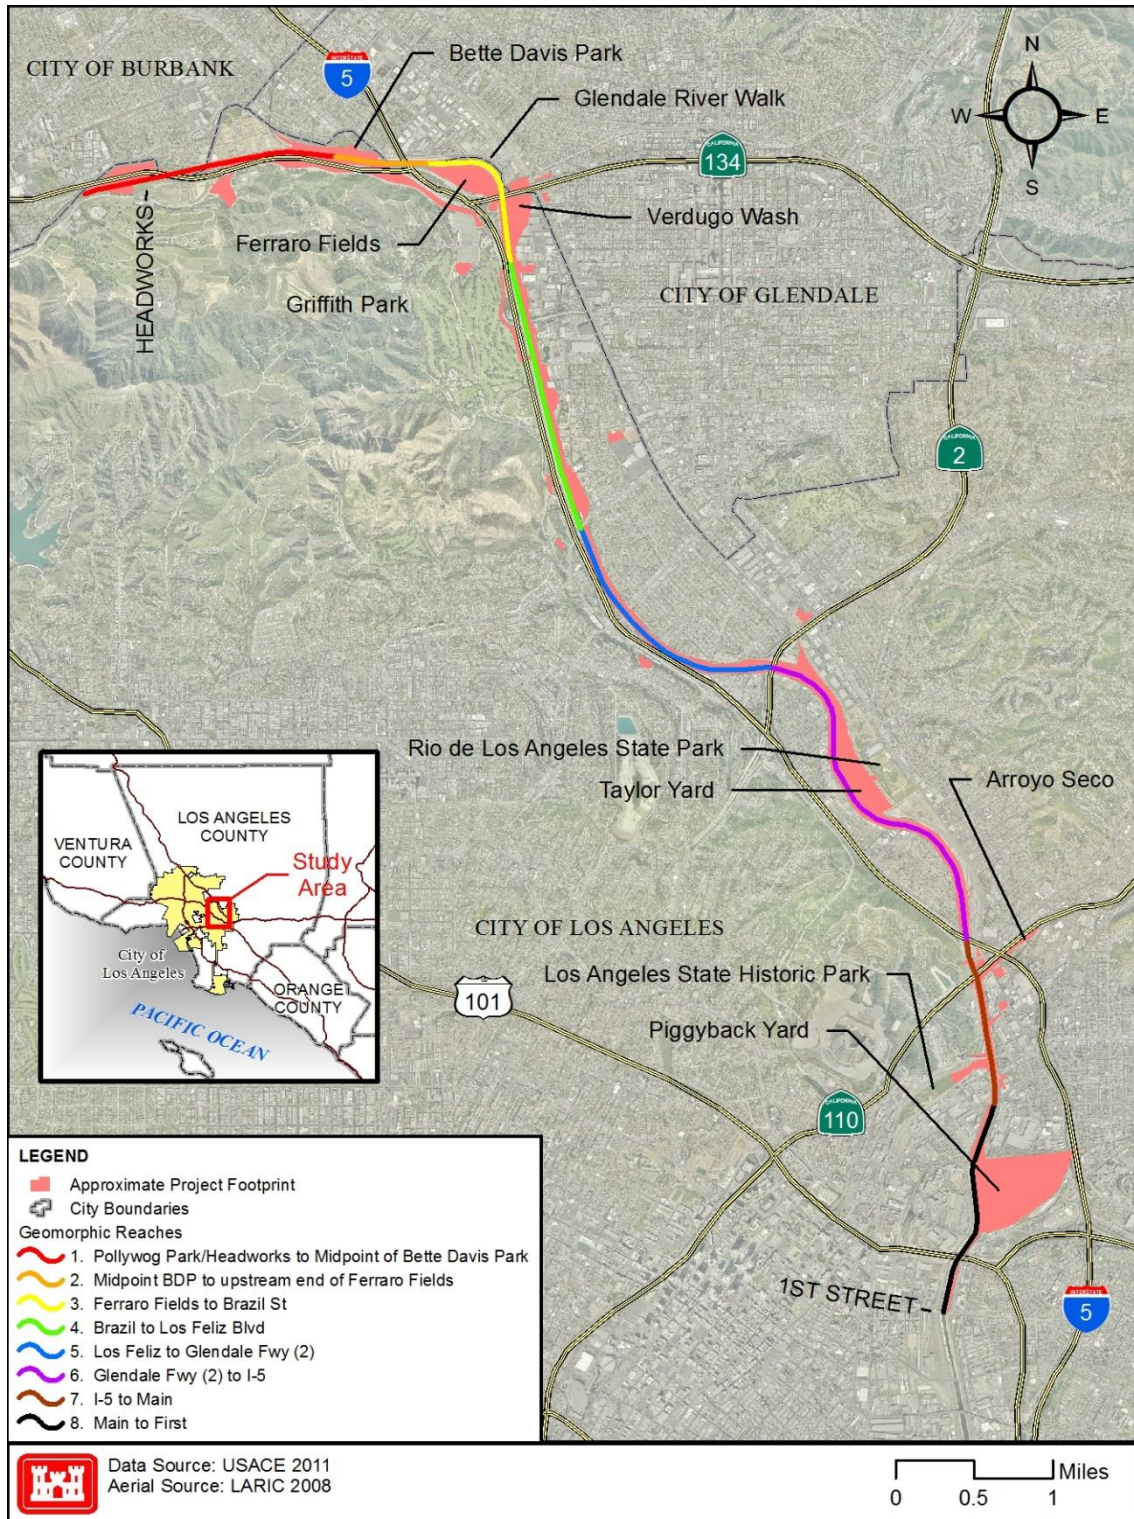 CITY OF BURBANK
INTERSTATE
5
Bette Davis Park
Glendale River Walk
N
W
E
S
CALIFORNIA
134
HEADWORKS
Ferraro Fields
Verdugo Wash
Griffith Park
CITY OF GLENDALE
CALIFORNIA
2
Rio de Los Angeles State Park
Taylor Yard
Arroyo Seco
VENTURA
COUNTY
LOS ANGELES
COUNTY
Study
Area
City of
Los Angeles
ORANGE
COUNTY
PACIFIC OCEAN
CITY OF LOS ANGELES
Los Angeles State Historic Park
101
Piggyback Yard
CALIFORNIA
110
1ST STREET
INTERSTATE
5
LEGEND
Approximate Project Footprint
City Boundaries
Geomorphic Reaches
1. Pollywog Park/Headworks to Midpoint of Bette Davis Park
2. Midpoint BDP to upstream end of Ferraro Fields
3. Ferraro Fields to Brazil St
4. Brazil to Los Feliz Blvd
5. Los Feliz to Glendale Fwy (2)
6. Glendale Fwy (2) to I-5
7. I-5 to Main
8. Main to First
Data Source: USACE 2011
Aerial Source: LARIC 2008
Miles
0 0.5 1